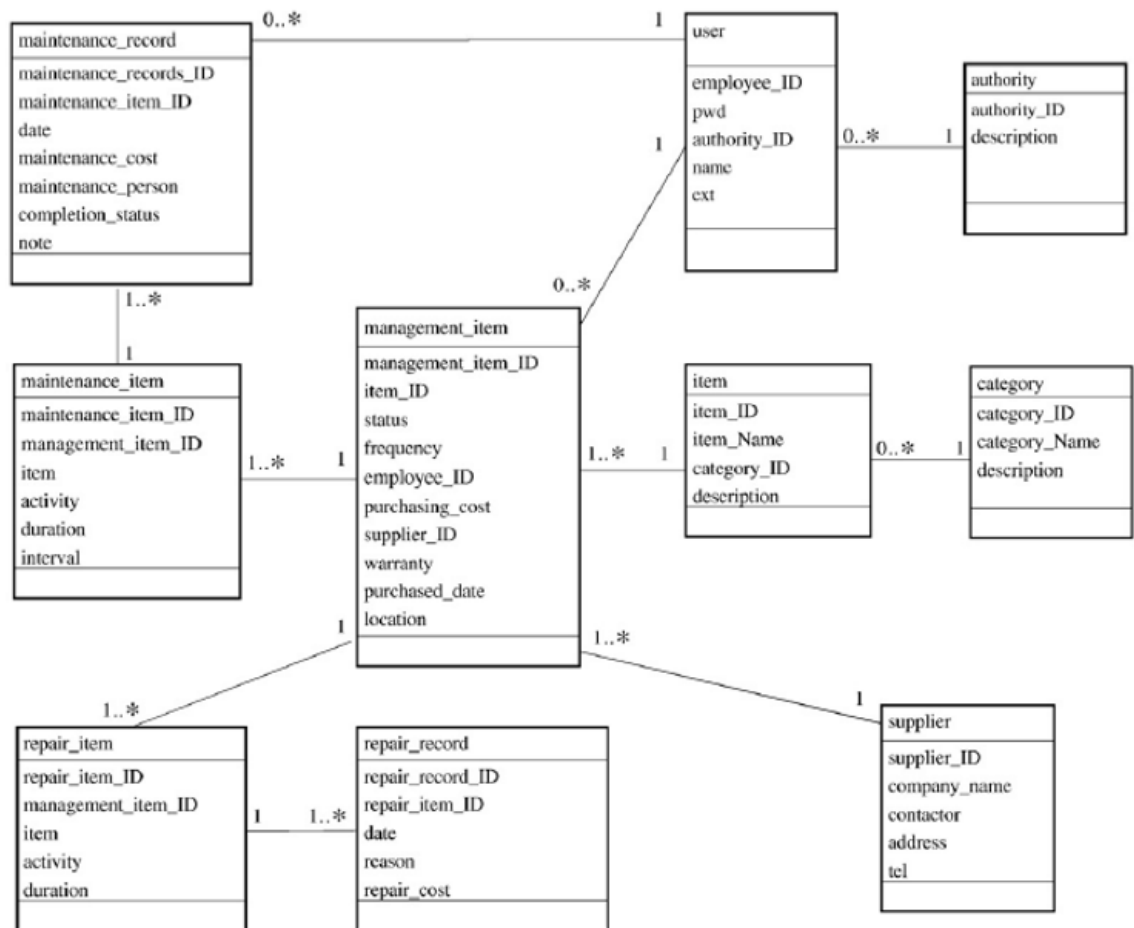 0..*
1
maintenance_record
maintenance_records_ID
maintenance_item_ID
date
maintenance_cost
maintenance_person
completion_status
note
user
employee_ID
pwd
authority_ID
name
ext
1
0..*
1
authority
authority_ID
description
0..*
1..*
1
maintenance_item
maintenance_item_ID
management_item_ID
item
activity
duration
interval
1..*
1
management_item
management_item_ID
item_ID
status
frequency
employee_ID
purchasing_cost
supplier_ID
warranty
purchased_date
location
1..*
1
item
item_ID
item_Name
category_ID
description
0..*
1
category
category_ID
category_Name
description
1
1..*
1..*
1
repair_item
repair_item_ID
management_item_ID
item
activity
duration
1
1..*
repair_record
repair_record_ID
repair_item_ID
date
reason
repair_cost
supplier
supplier_ID
company_name
contactor
address
tel